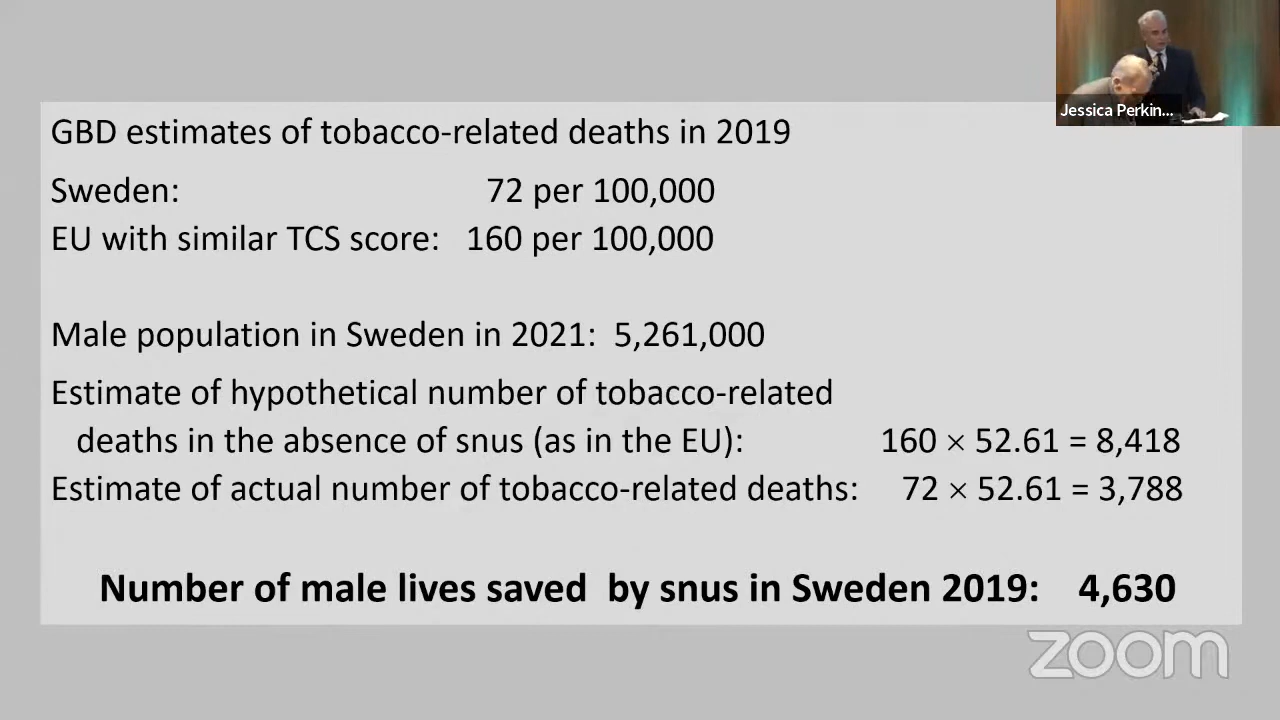 Jessica Perkin...
GBD estimates of tobacco-related deaths in 2019
Sweden: 72 per 100,000
EU with similar TCS score: 160 per 100,000
Male population in Sweden in 2021: 5,261,000
Estimate of hypothetical number of tobacco-related
deaths in the absence of snus (as in the EU): 160 × 52.61 = 8,418
Estimate of actual number of tobacco-related deaths: 72 × 52.61 = 3,788
Number of male lives saved by snus in Sweden 2019: 4,630
zoom